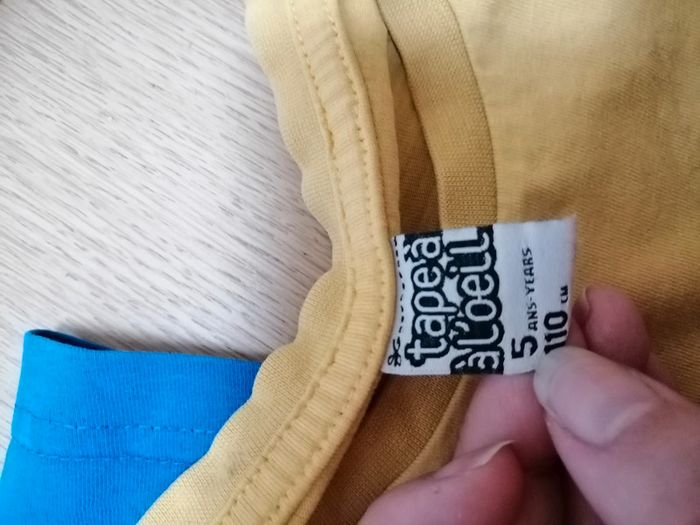 tape à
l'oeil
5 ANS-YEARS
110 CM